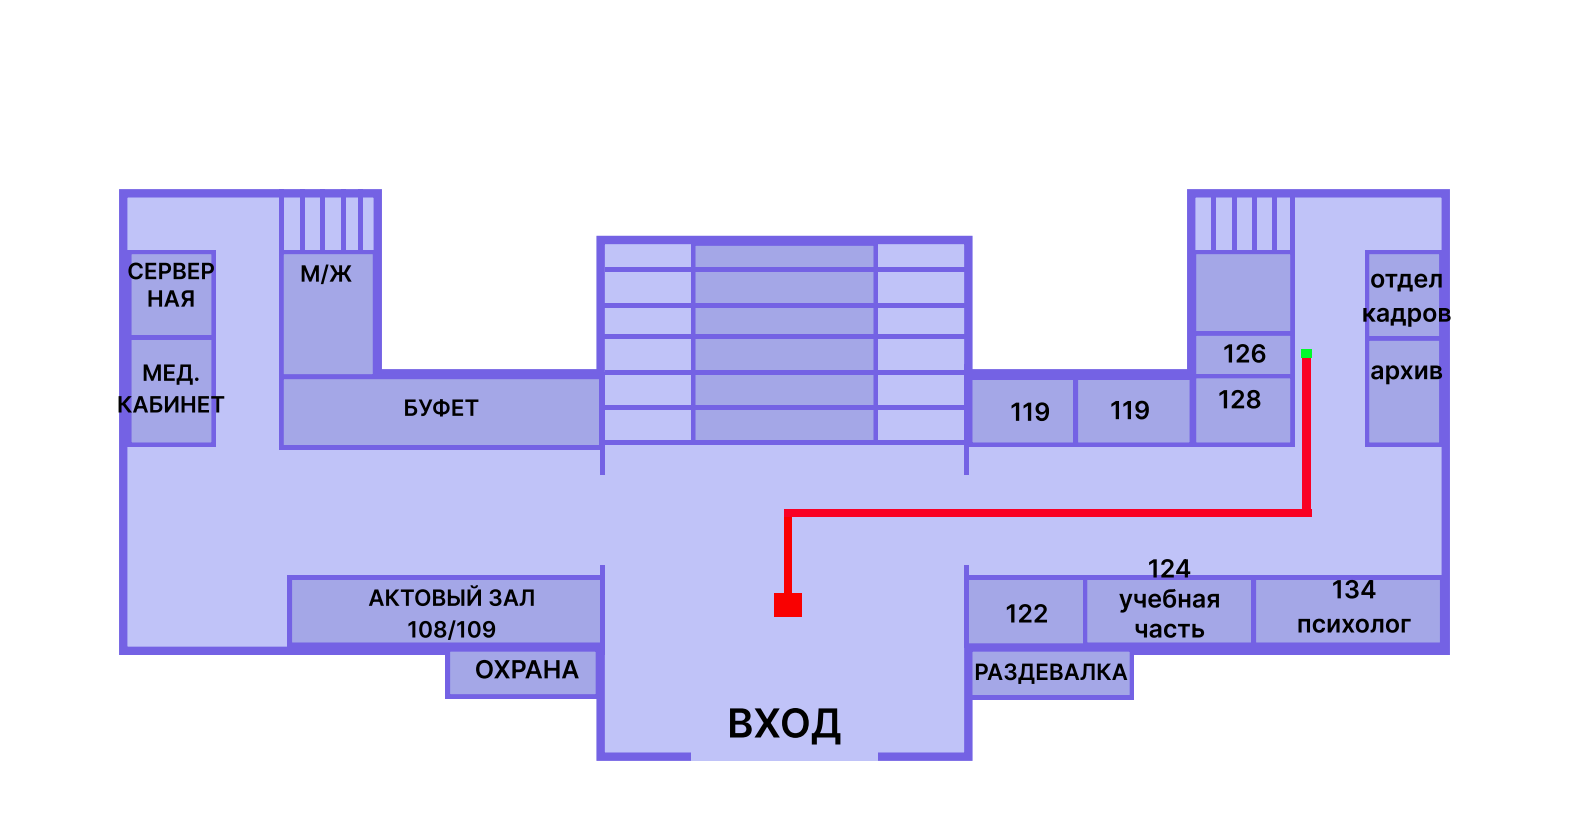 СЕРВЕР
НАЯ
М/Ж
отдел
кадров
МЕД.
КАБИНЕТ
БУФЕТ
119
119
126
128
архив
АКТОВЫЙ ЗАЛ
108/109
122
124
учебная
часть
134
психолог
ОХРАНА
РАЗДЕВАЛКА
ВХОД